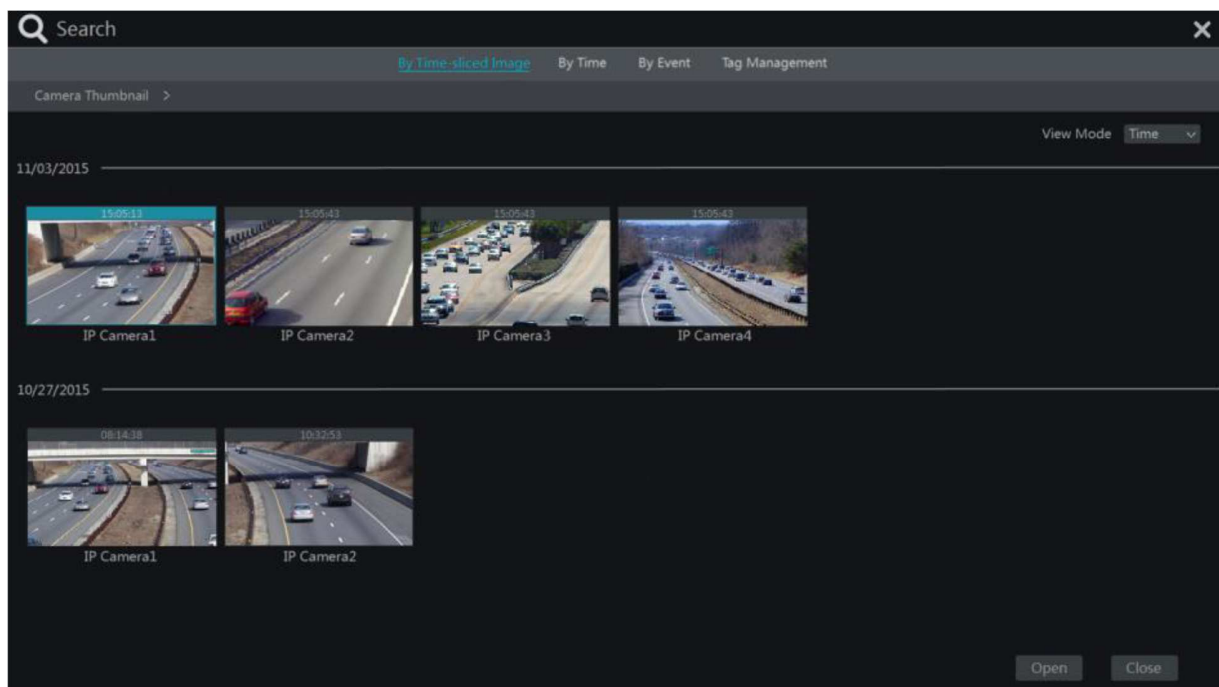 Search
By Time-sliced Image By Time By Event Tag Management
Camera Thumbnail >
View Mode Time
11/03/2015
15:05:13 15:05:43 15:05:43 15:05:43
IP Camera1 IP Camera2 IP Camera3 IP Camera4
10/27/2015
08:14:38 10:32:53
IP Camera1 IP Camera2
Open Close